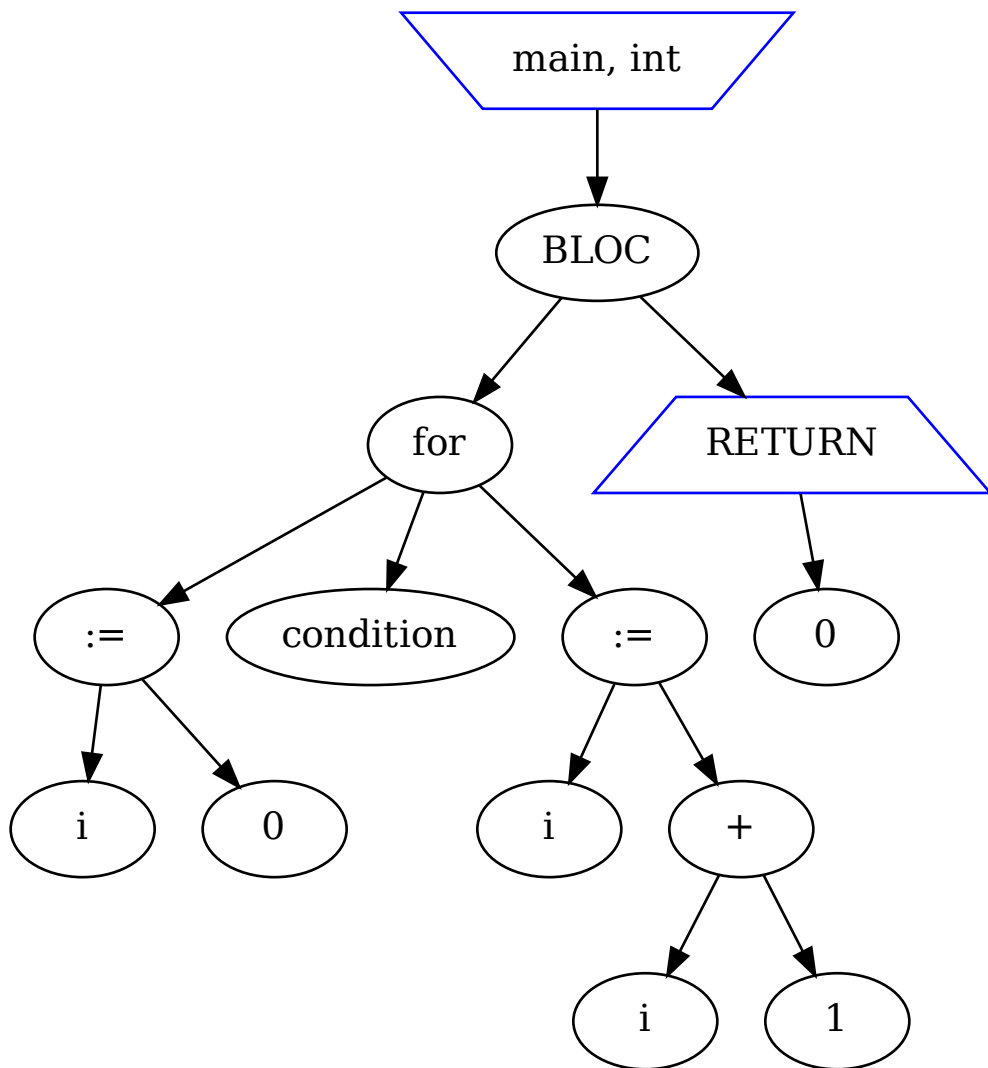 main, int
BLOC
for
RETURN
:=
condition
:=
0
i
0
i
+
i
1